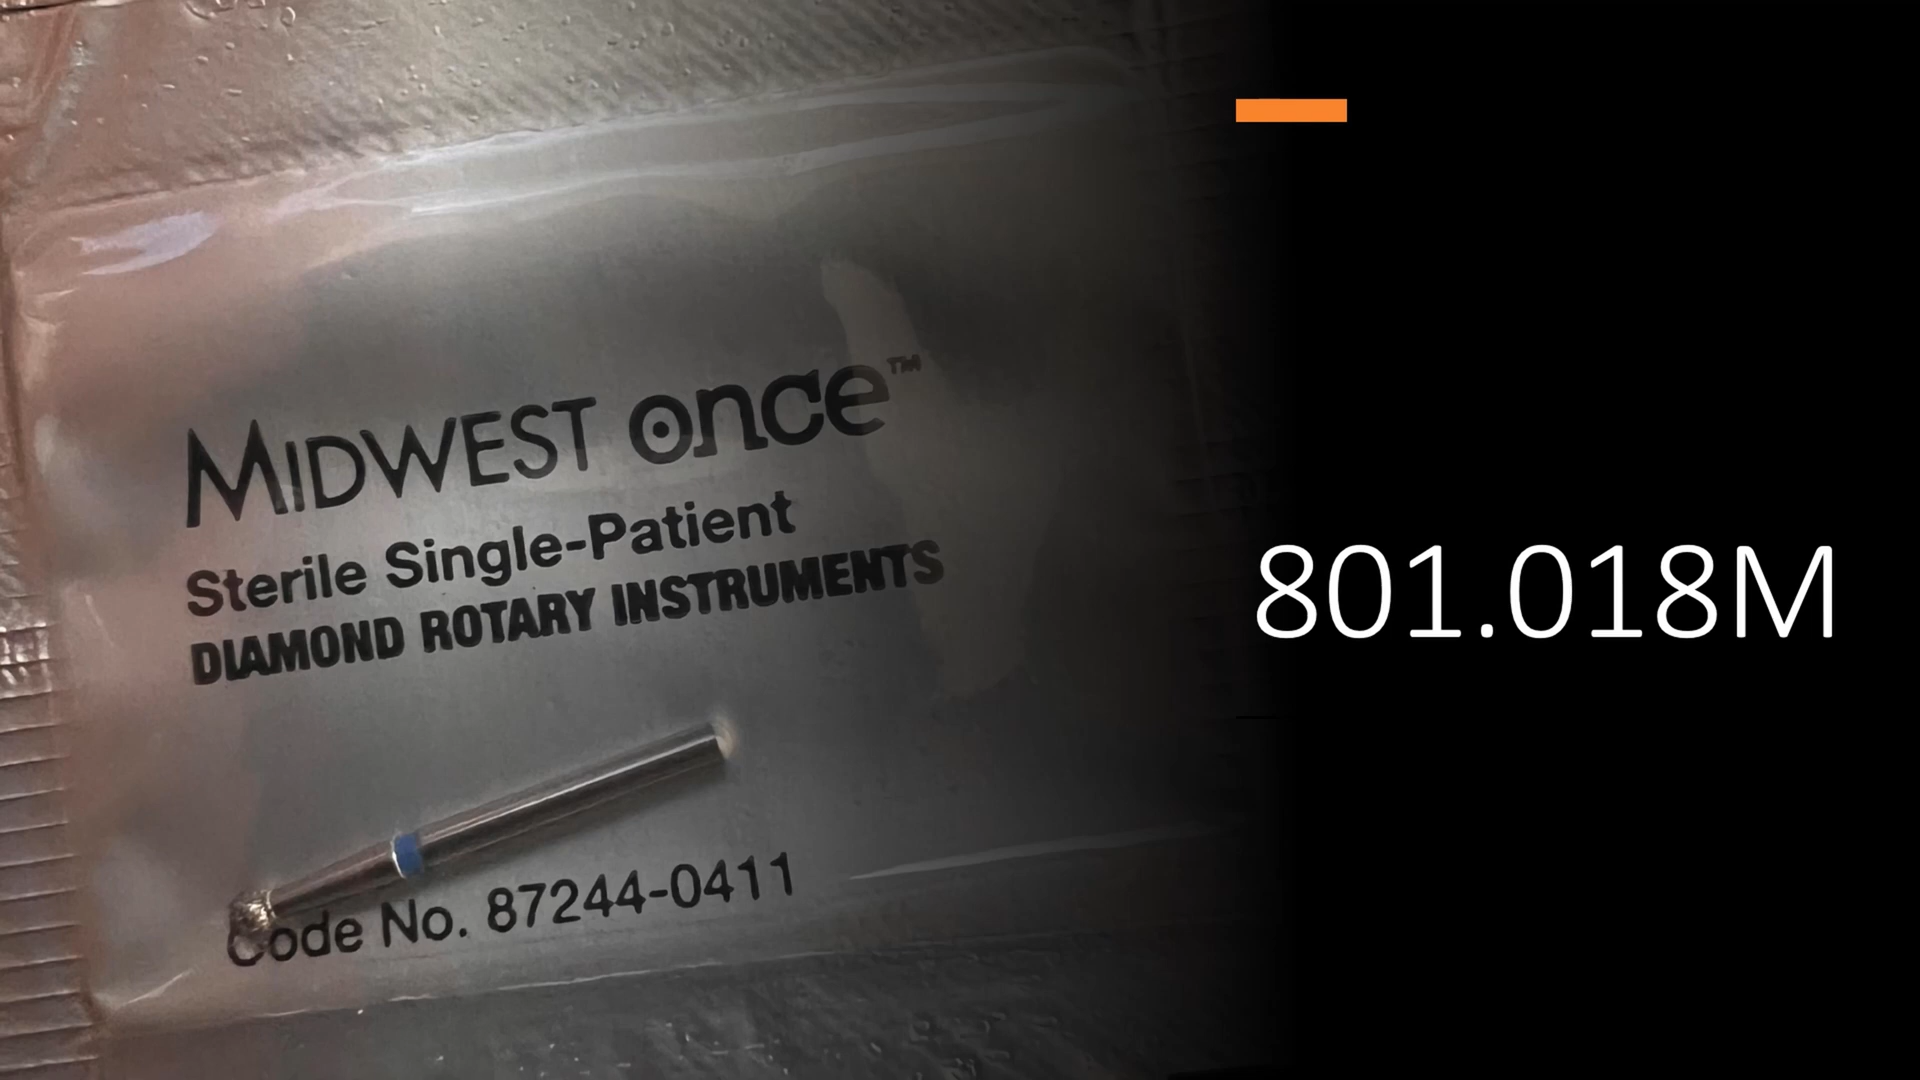 MIDWEST once™
Sterile Single-Patient
DIAMOND ROTARY INSTRUMENTS
Code No. 87244-0411
801.018M